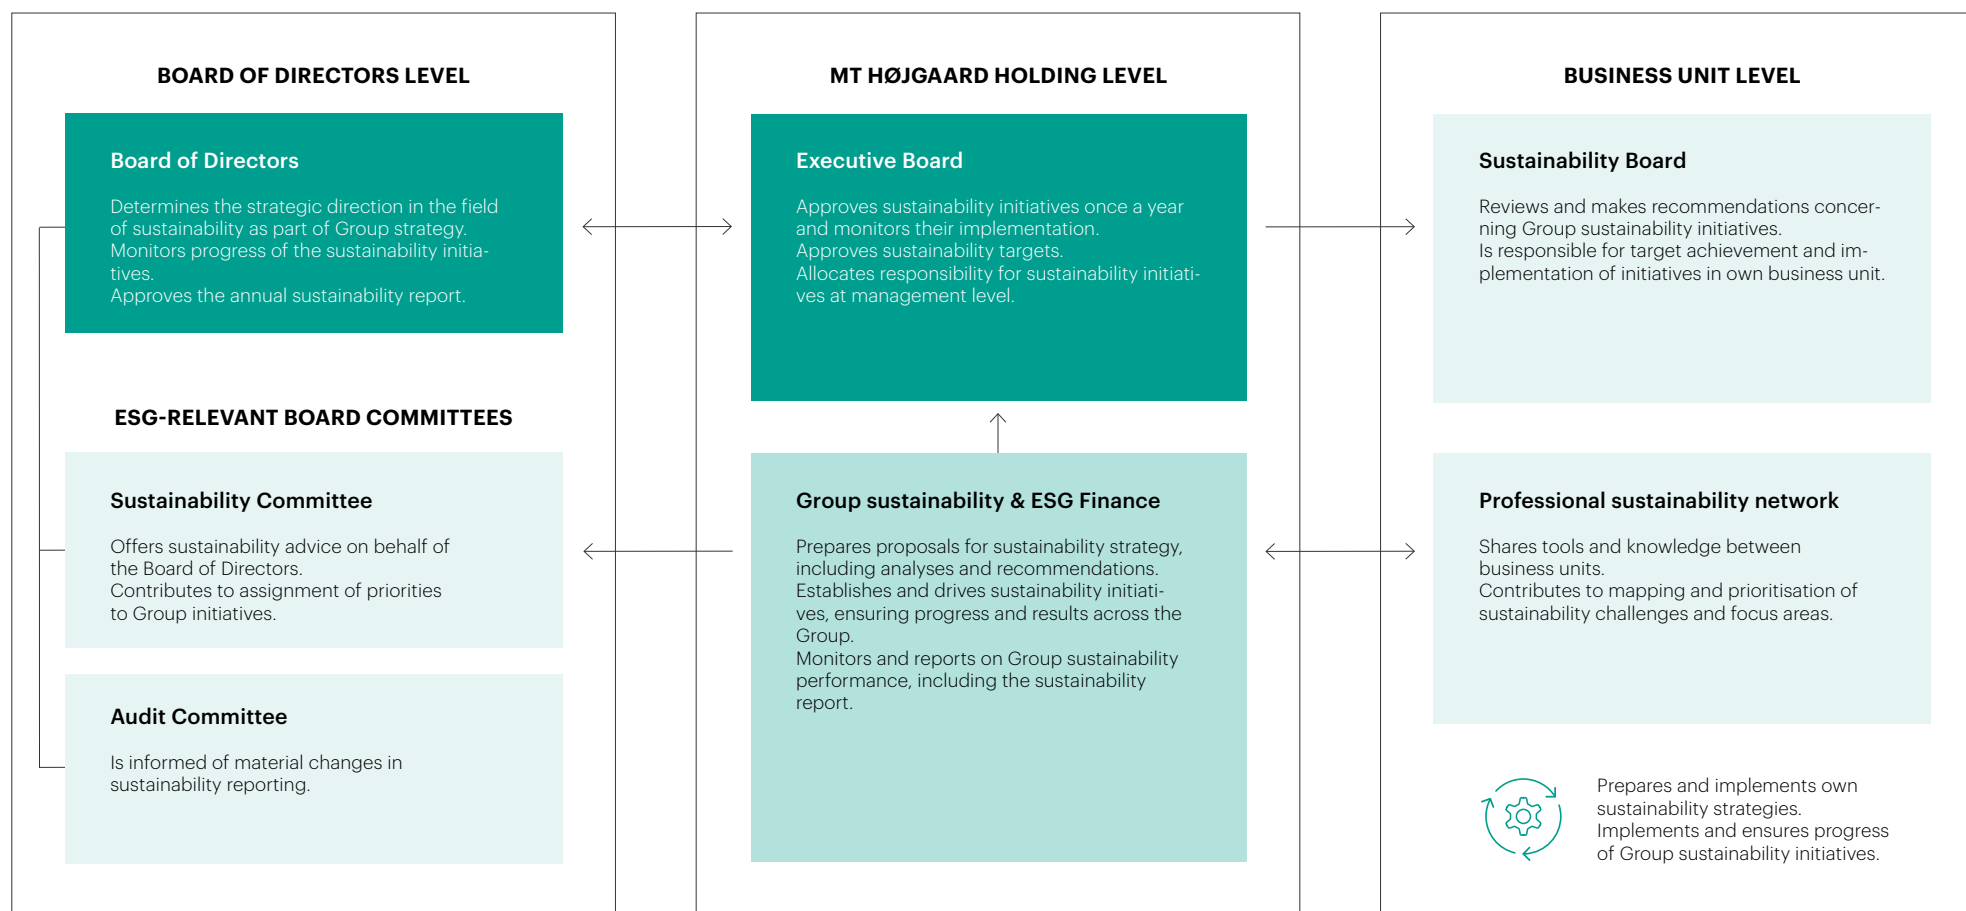 BOARD OF DIRECTORS LEVEL
Board of Directors
Determines the strategic direction in the field
of sustainability as part of Group strategy.
Monitors progress of the sustainability initia-
tives.
Approves the annual sustainability report.
ESG-RELEVANT BOARD COMMITTEES
Sustainability Committee
Offers sustainability advice on behalf of
the Board of Directors.
Contributes to assignment of priorities
to Group initiatives.
Audit Committee
Is informed of material changes in
sustainability reporting.
MT HØJGAARD HOLDING LEVEL
Executive Board
Approves sustainability initiatives once a year
and monitors their implementation.
Approves sustainability targets.
Allocates responsibility for sustainability initiati-
ves at management level.
Group sustainability & ESG Finance
Prepares proposals for sustainability strategy,
including analyses and recommendations.
Establishes and drives sustainability initiati-
ves, ensuring progress and results across the
Group.
Monitors and reports on Group sustainability
performance, including the sustainability
report.
BUSINESS UNIT LEVEL
Sustainability Board
Reviews and makes recommendations concer-
ning Group sustainability initiatives.
Is responsible for target achievement and im-
plementation of initiatives in own business unit.
Professional sustainability network
Shares tools and knowledge between
business units.
Contributes to mapping and prioritisation of
sustainability challenges and focus areas.
Prepares and implements own
sustainability strategies.
Implements and ensures progress
of Group sustainability initiatives.